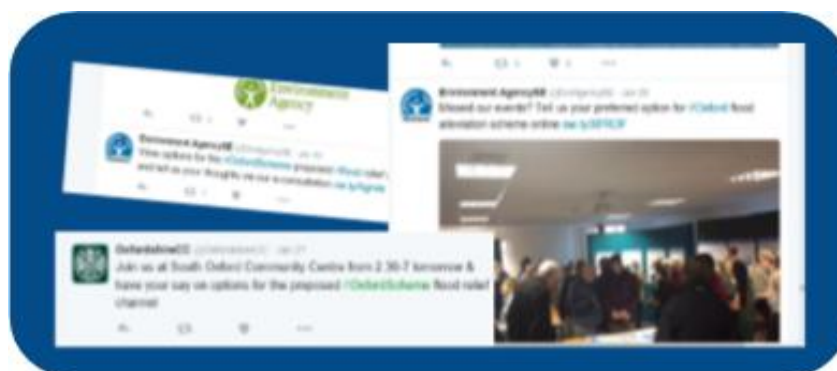 Environment
Agency
Environment AgencySE
View options for the #OxfordScheme proposed #flood relief
and tell us your thoughts via our e-consultation
Environment AgencySE
Missed our events? Tell us your preferred option for #Oxford flood
alleviation scheme online
OxfordshireCC
Join us at South Oxford Community Centre from 2.30-7 tomorrow &
have your say on options for the proposed #OxfordScheme flood relief
channel